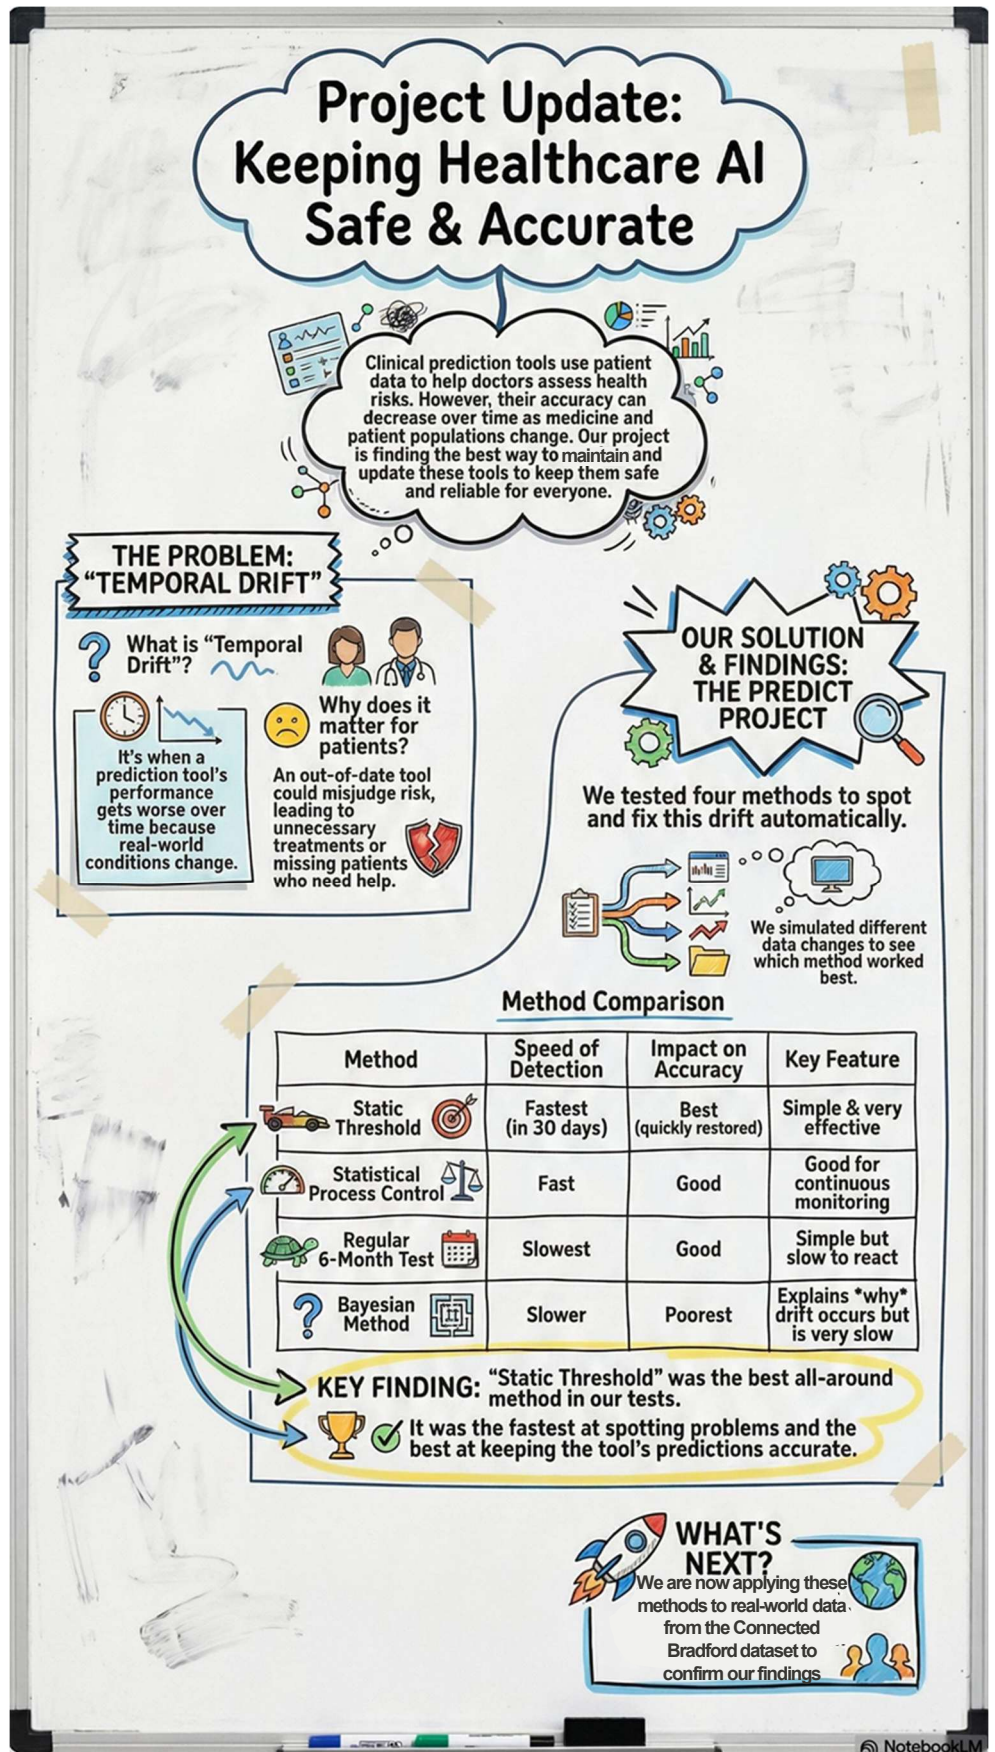 Project Update:
Keeping Healthcare AI
Safe & Accurate
Clinical prediction tools use patient
data to help doctors assess health
risks. However, their accuracy can
decrease over time as medicine and
patient populations change. Our project
is finding the best way to maintain and
update these tools to keep them safe
and reliable for everyone.
THE PROBLEM:
“TEMPORAL DRIFT”
What is “Temporal
Drift”?
It’s when a
prediction tool’s
performance
gets worse over
time because
real-world
conditions change.
Why does it
matter for
patients?
An out-of-date tool
could misjudge risk,
leading to
unnecessary
treatments or
missing patients
who need help.
OUR SOLUTION
& FINDINGS:
THE PREDICT
PROJECT
We tested four methods to spot
and fix this drift automatically.
We simulated different
data changes to see
which method worked
best.
Method Comparison
Method
Speed of
Detection
Impact on
Accuracy
Key Feature
Static
Threshold
Fastest
(in 30 days)
Best
(quickly restored)
Simple & very
effective
Statistical
Process Control
Fast
Good
Good for
continuous
monitoring
Regular
6-Month Test
Slowest
Good
Simple but
slow to react
Bayesian
Method
Slower
Poorest
Explains *why*
drift occurs but
is very slow
KEY FINDING: “Static Threshold” was the best all-around
method in our tests.
It was the fastest at spotting problems and the
best at keeping the tool’s predictions accurate.
WHAT'S
NEXT?
We are now applying these
methods to real-world data
from the Connected
Bradford dataset to
confirm our findings
NotebookLM